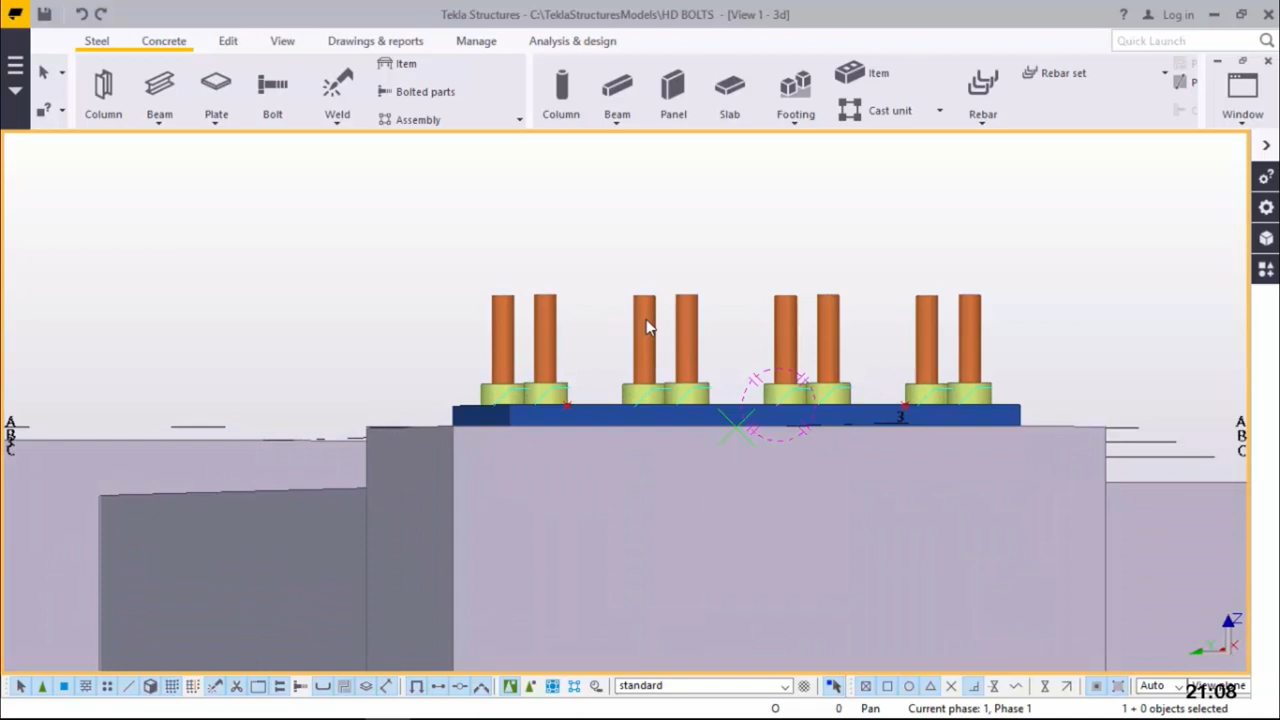 Tekla Structures - C:\TeklaStructuresModels\HD BOLTS - [View 1 - 3d]
? Log in
Steel Concrete Edit View Drawings & reports Manage Analysis & design
Quick Launch
Item
Bolted parts
Assembly
Item
Cast unit
Rebar set
Column Beam Plate Bolt Weld
Column Beam Panel Slab Footing Rebar
Window
A
B
C
3
A
B
C
Z
Y
X
standard
Auto
View plane
21.08
O 0 Pan Current phase: 1, Phase 1 1 + 0 objects selected